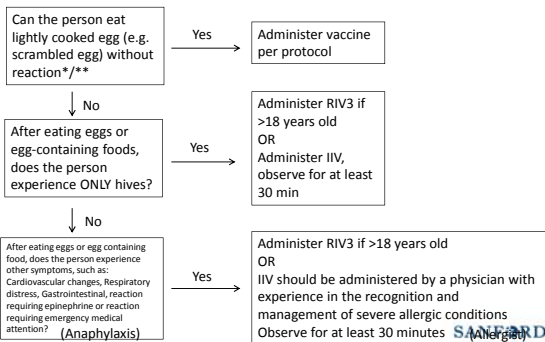 Can the person eat
lightly cooked egg (e.g.
scrambled egg) without
reaction*/**
Yes
Administer vaccine
per protocol
No
After eating eggs or
egg-containing foods,
does the person
experience ONLY hives?
Yes
Administer RIV3 if
>18 years old
OR
Administer IIV,
observe for at least
30 min
No
After eating eggs or egg containing
food, does the person experience
other symptoms, such as:
Cardiovascular changes, Respiratory
distress, Gastrointestinal, reaction
requiring epinephrine or reaction
requiring emergency medical
attention?
(Anaphylaxis)
Yes
Administer RIV3 if >18 years old
OR
IIV should be administered by a physician with
experience in the recognition and
management of severe allergic conditions
Observe for at least 30 minutes
(Allergist)
SANFORD